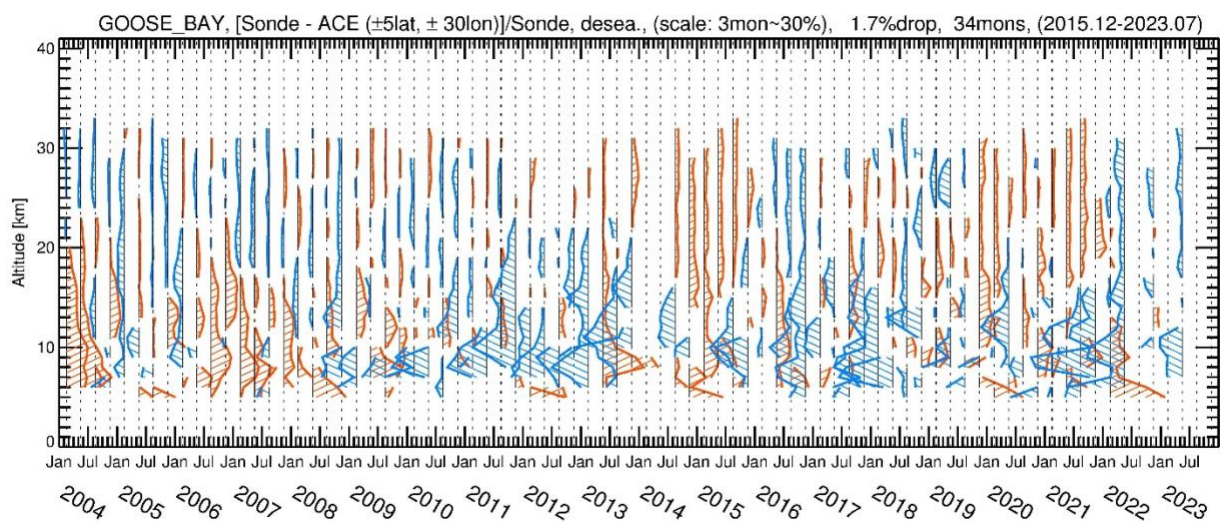 GOOSE_BAY, [Sonde - ACE (±5lat, ± 30lon)]/Sonde, desea., (scale: 3mon~30%), 1.7%drop, 34mons, (2015.12-2023.07)
40
30
20
10
0
Altitude [km]
Jan Jul Jan Jul Jan Jul Jan Jul Jan Jul Jan Jul Jan Jul Jan Jul Jan Jul Jan Jul Jan Jul Jan Jul Jan Jul Jan Jul Jan Jul Jan Jul Jan Jul Jan Jul Jan Jul Jan Jul
2004 2005 2006 2007 2008 2009 2010 2011 2012 2013 2014 2015 2016 2017 2018 2019 2020 2021 2022 2023